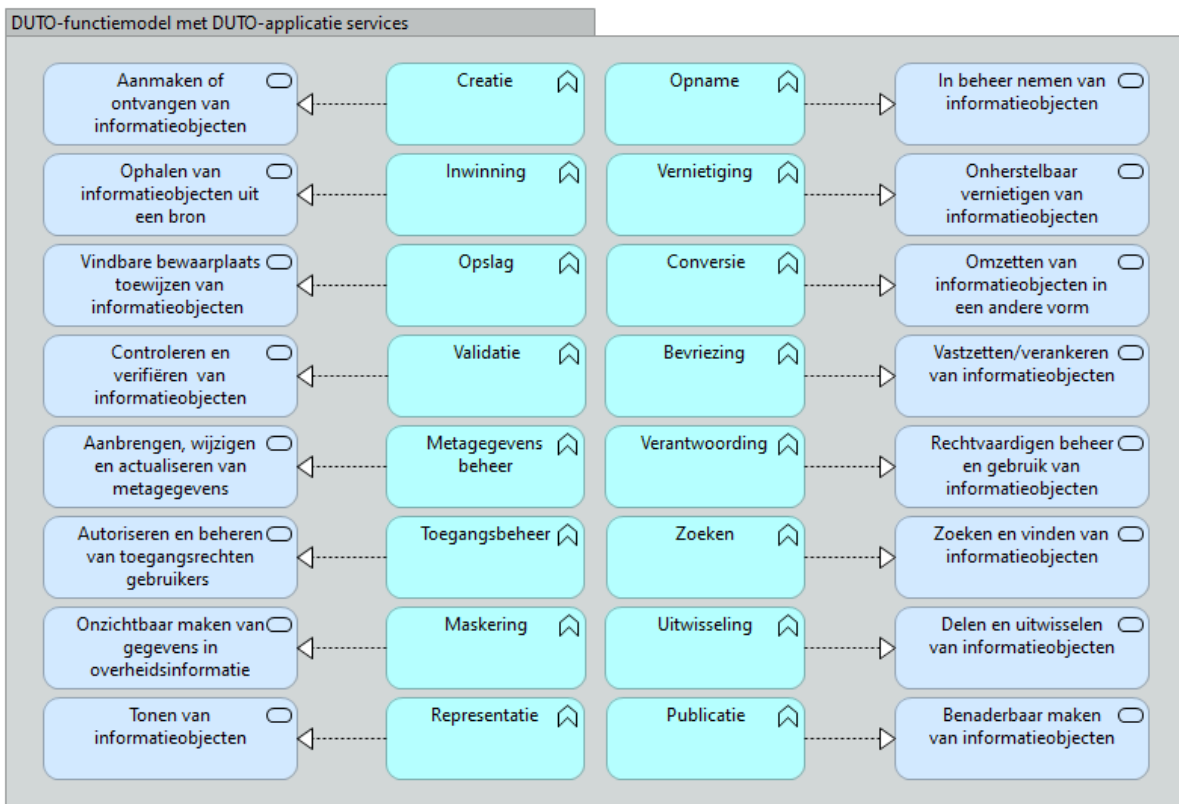 DUTO-functiemodel met DUTO-applicatie services
Aanmaken of
ontvangen van
informatieobjecten
Creatie
Opname
In beheer nemen van
informatieobjecten
Ophalen van
informatieobjecten uit
een bron
Inwinning
Vernietiging
Onherstelbaar
vernietigen van
informatieobjecten
Vindbare bewaarplaats
toewijzen van
informatieobjecten
Opslag
Conversie
Omzetten van
informatieobjecten in
een andere vorm
Controleren en
verifiëren van
informatieobjecten
Validatie
Bevriezing
Vastzetten/verankeren
van informatieobjecten
Aanbrengen, wijzigen
en actualiseren van
metagegevens
Metagegevens
beheer
Verantwoording
Rechtvaardigen beheer
en gebruik van
informatieobjecten
Autoriseren en beheren
van toegangsrechten
gebruikers
Toegangsbeheer
Zoeken
Zoeken en vinden van
informatieobjecten
Onzichtbaar maken van
gegevens in
overheidsinformatie
Maskering
Uitwisseling
Delen en uitwisselen
van informatieobjecten
Tonen van
informatieobjecten
Representatie
Publicatie
Benaderbaar maken
van informatieobjecten